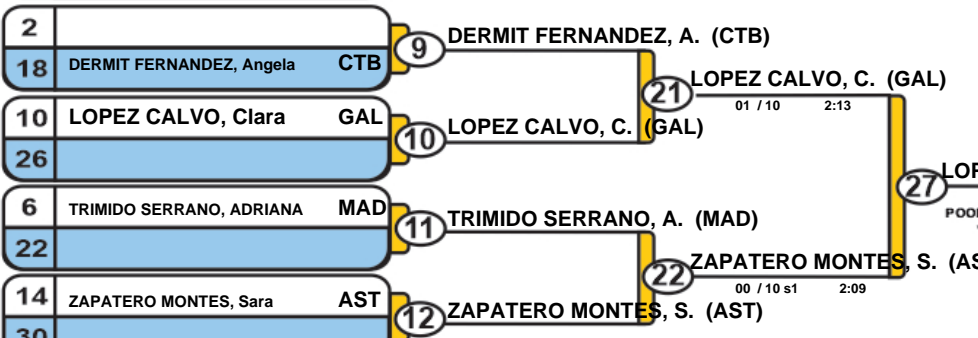 2
18 DERMIT FERNANDEZ, Angela CTB
9
DERMIT FERNANDEZ, A. (CTB)
10 LOPEZ CALVO, Clara GAL
26
10
LOPEZ CALVO, C. (GAL)
21
LOPEZ CALVO, C. (GAL)
01 / 10 2:13
6 TRIMIDO SERRANO, ADRIANA MAD
22
11
TRIMIDO SERRANO, A. (MAD)
14 ZAPATERO MONTES, Sara AST
30
12
ZAPATERO MONTES, S. (AST)
22
ZAPATERO MONTES, S. (AS
00 / 10 s1 2:09
27